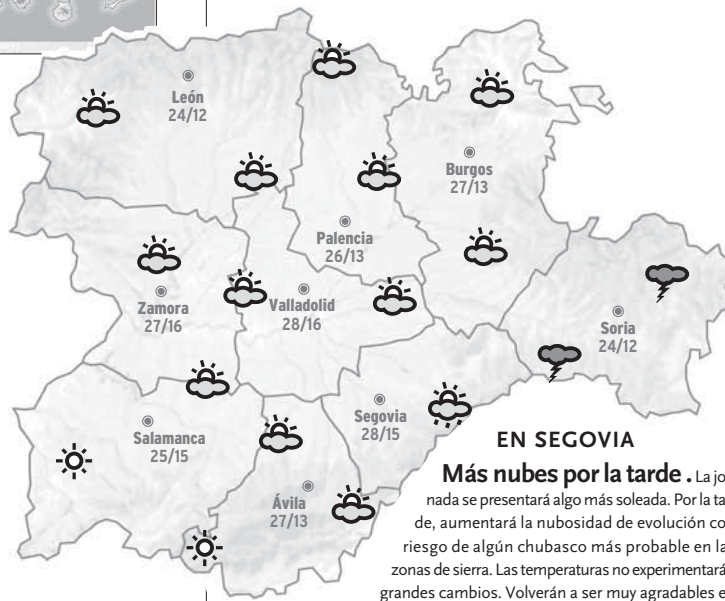 León
24/12
Burgos
27/13
Palencia
26/13
Zamora
27/16
Valladolid
28/16
Soria
24/12
Segovia
28/15
Salamanca
25/15
Ávila
27/13
EN SEGOVIA
Más nubes por la tarde . La jo
nada se presentará algo más soleada. Por la ta
de, aumentará la nubosidad de evolución co
riesgo de algún chubasco más probable en la
zonas de sierra. Las temperaturas no experimentará
grandes cambios. Volverán a ser muy agradables e